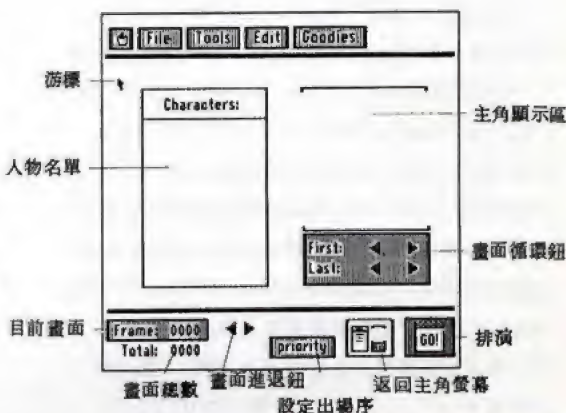 File Tools Edit Goodies
游標
Characters:
主角顯示區
人物名單
First:
Last:
畫面循環鈕
目前畫面
Frame: 0000
Total: 0000
priority
GO!
排演
畫面總數
畫面進退鈕
返回主角螢幕
設定出場序